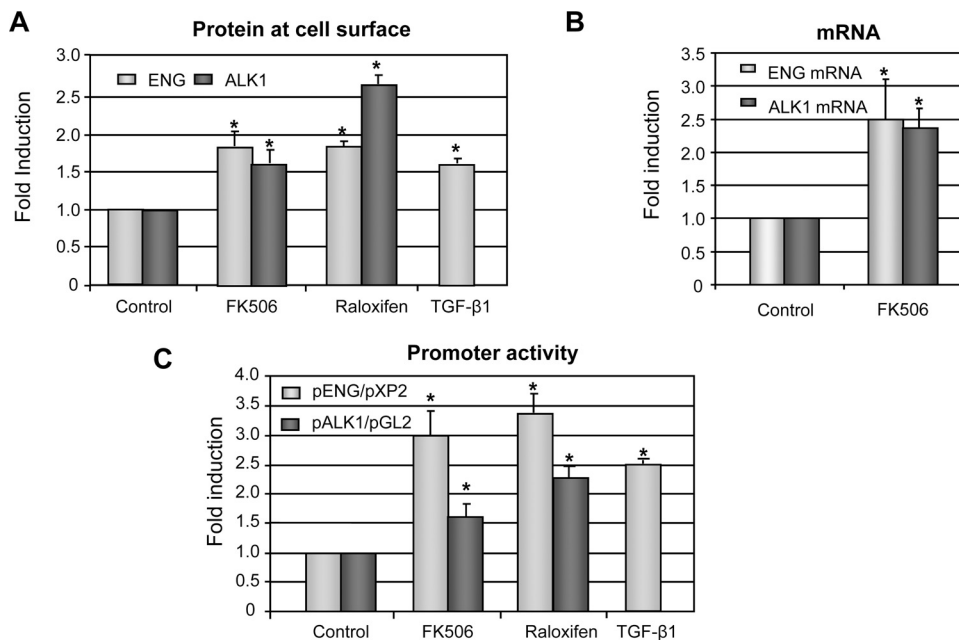 A
Protein at cell surface
Fold Induction
3.0
2.5
2.0
1.5
1.0
0.5
0
ENG ALK1
* * * * *
Control FK506 Raloxifen TGF-β1
B
mRNA
Fold induction
3.5
3.0
2.5
2.0
1.5
1.0
0.5
0
ENG mRNA
ALK1 mRNA
* *
Control FK506
C
Promoter activity
Fold induction
4.0
3.5
3.0
2.5
2.0
1.5
1.0
0.5
0
pENG/pXP2
pALK1/pGL2
* * * * *
Control FK506 Raloxifen TGF-β1